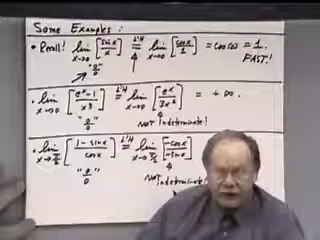 Some Examples:
• Recall! lim x→0 [sin x / x] L'H = lim x→0 [cos x / 1] = cos(0) = 1.
"0/0" FAST!
• lim x→0 [e^x - 1 / x^3] L'H = lim x→0 [e^x / 3x^2] = + ∞.
"0/0" NOT Indeterminate!
• lim x→π/2 [1 - sin x / cos x] L'H = lim x→π/2 [-cos x / -sin x]
"0/0" NOT Indeterminate!